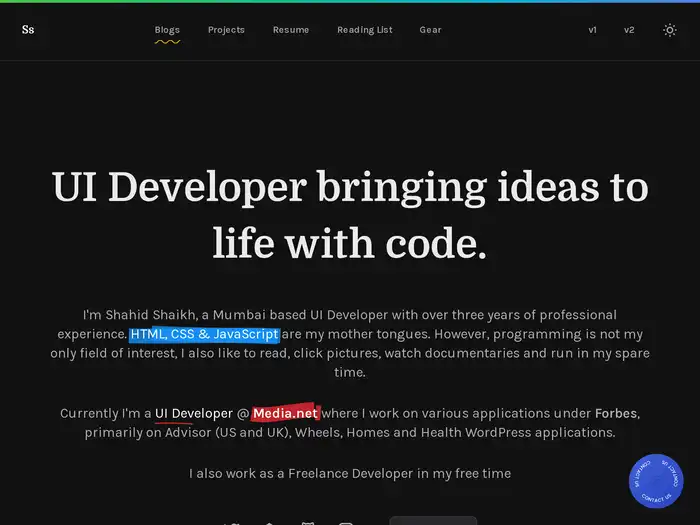 Ss
Blogs
Projects
Resume
Reading List
Gear
v1
v2
UI Developer bringing ideas to
life with code.
I'm Shahid Shaikh, a Mumbai based UI Developer with over three years of professional
experience. HTML, CSS & JavaScript are my mother tongues. However, programming is not my
only field of interest, I also like to read, click pictures, watch documentaries and run in my spare
time.
Currently I'm a UI Developer @ Media.net where I work on various applications under Forbes,
primarily on Advisor (US and UK), Wheels, Homes and Health WordPress applications.
I also work as a Freelance Developer in my free time
CONTACT US
CONTACT US
CONTACT US